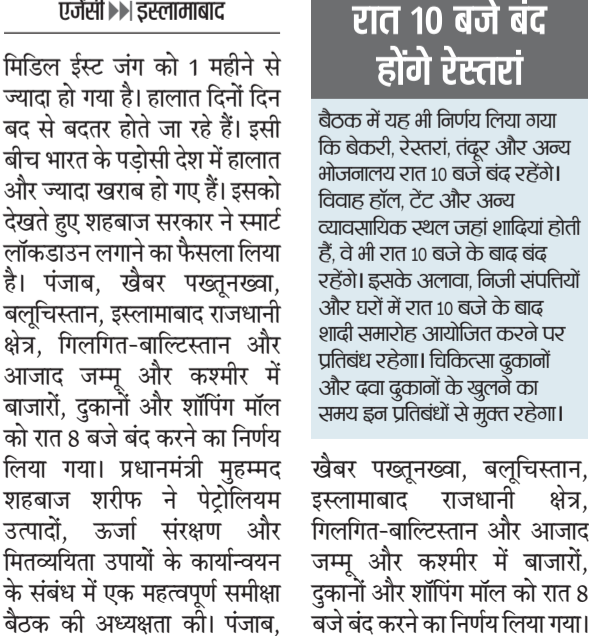 एजेंसी ▶▶| इस्लामाबाद
मिडिल ईस्ट जंग को 1 महीने से
ज्यादा हो गया है। हालात दिनों दिन
बद से बदतर होते जा रहे हैं। इसी
बीच भारत के पड़ोसी देश में हालात
और ज्यादा खराब हो गए हैं। इसको
देखते हुए शहबाज सरकार ने स्मार्ट
लॉकडाउन लगाने का फैसला लिया
है। पंजाब, खैबर पख्तूनख्वा,
बलूचिस्तान, इस्लामाबाद राजधानी
क्षेत्र, गिलगित-बाल्टिस्तान और
आजाद जम्मू और कश्मीर में
बाजारों, दुकानों और शॉपिंग मॉल
को रात 8 बजे बंद करने का निर्णय
लिया गया। प्रधानमंत्री मुहम्मद
शहबाज शरीफ ने पेट्रोलियम
उत्पादों, ऊर्जा संरक्षण और
मितव्ययिता उपायों के कार्यान्वयन
के संबंध में एक महत्वपूर्ण समीक्षा
बैठक की अध्यक्षता की। पंजाब,
रात 10 बजे बंद
होंगे रेस्तरां
बैठक में यह भी निर्णय लिया गया
कि बेकरी, रेस्तरां, तंदूर और अन्य
भोजनालय रात 10 बजे बंद रहेंगे।
विवाह हॉल, टेंट और अन्य
व्यावसायिक स्थल जहां शादियां होती
हैं, वे भी रात 10 बजे के बाद बंद
रहेंगे। इसके अलावा, निजी संपत्तियों
और घरों में रात 10 बजे के बाद
शादी समारोह आयोजित करने पर
प्रतिबंध रहेगा। चिकित्सा दुकानों
और दवा दुकानों के खुलने का
समय इन प्रतिबंधों से मुक्त रहेगा।
खैबर पख्तूनख्वा, बलूचिस्तान,
इस्लामाबाद राजधानी क्षेत्र,
गिलगित-बाल्टिस्तान और आजाद
जम्मू और कश्मीर में बाजारों,
दुकानों और शॉपिंग मॉल को रात 8
बजे बंद करने का निर्णय लिया गया।